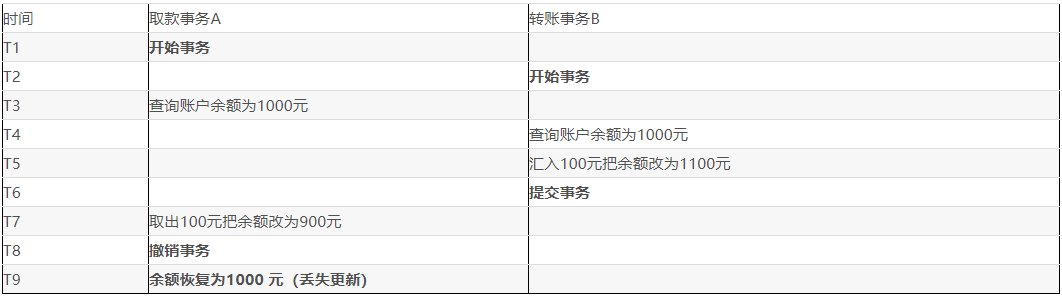 时间 取款事务A 转账事务B
T1 开始事务
T2 开始事务
T3 查询账户余额为1000元
T4 查询账户余额为1000元
T5 汇入100元把余额改为1100元
T6 提交事务
T7 取出100元把余额改为900元
T8 撤销事务
T9 余额恢复为1000 元（丢失更新）